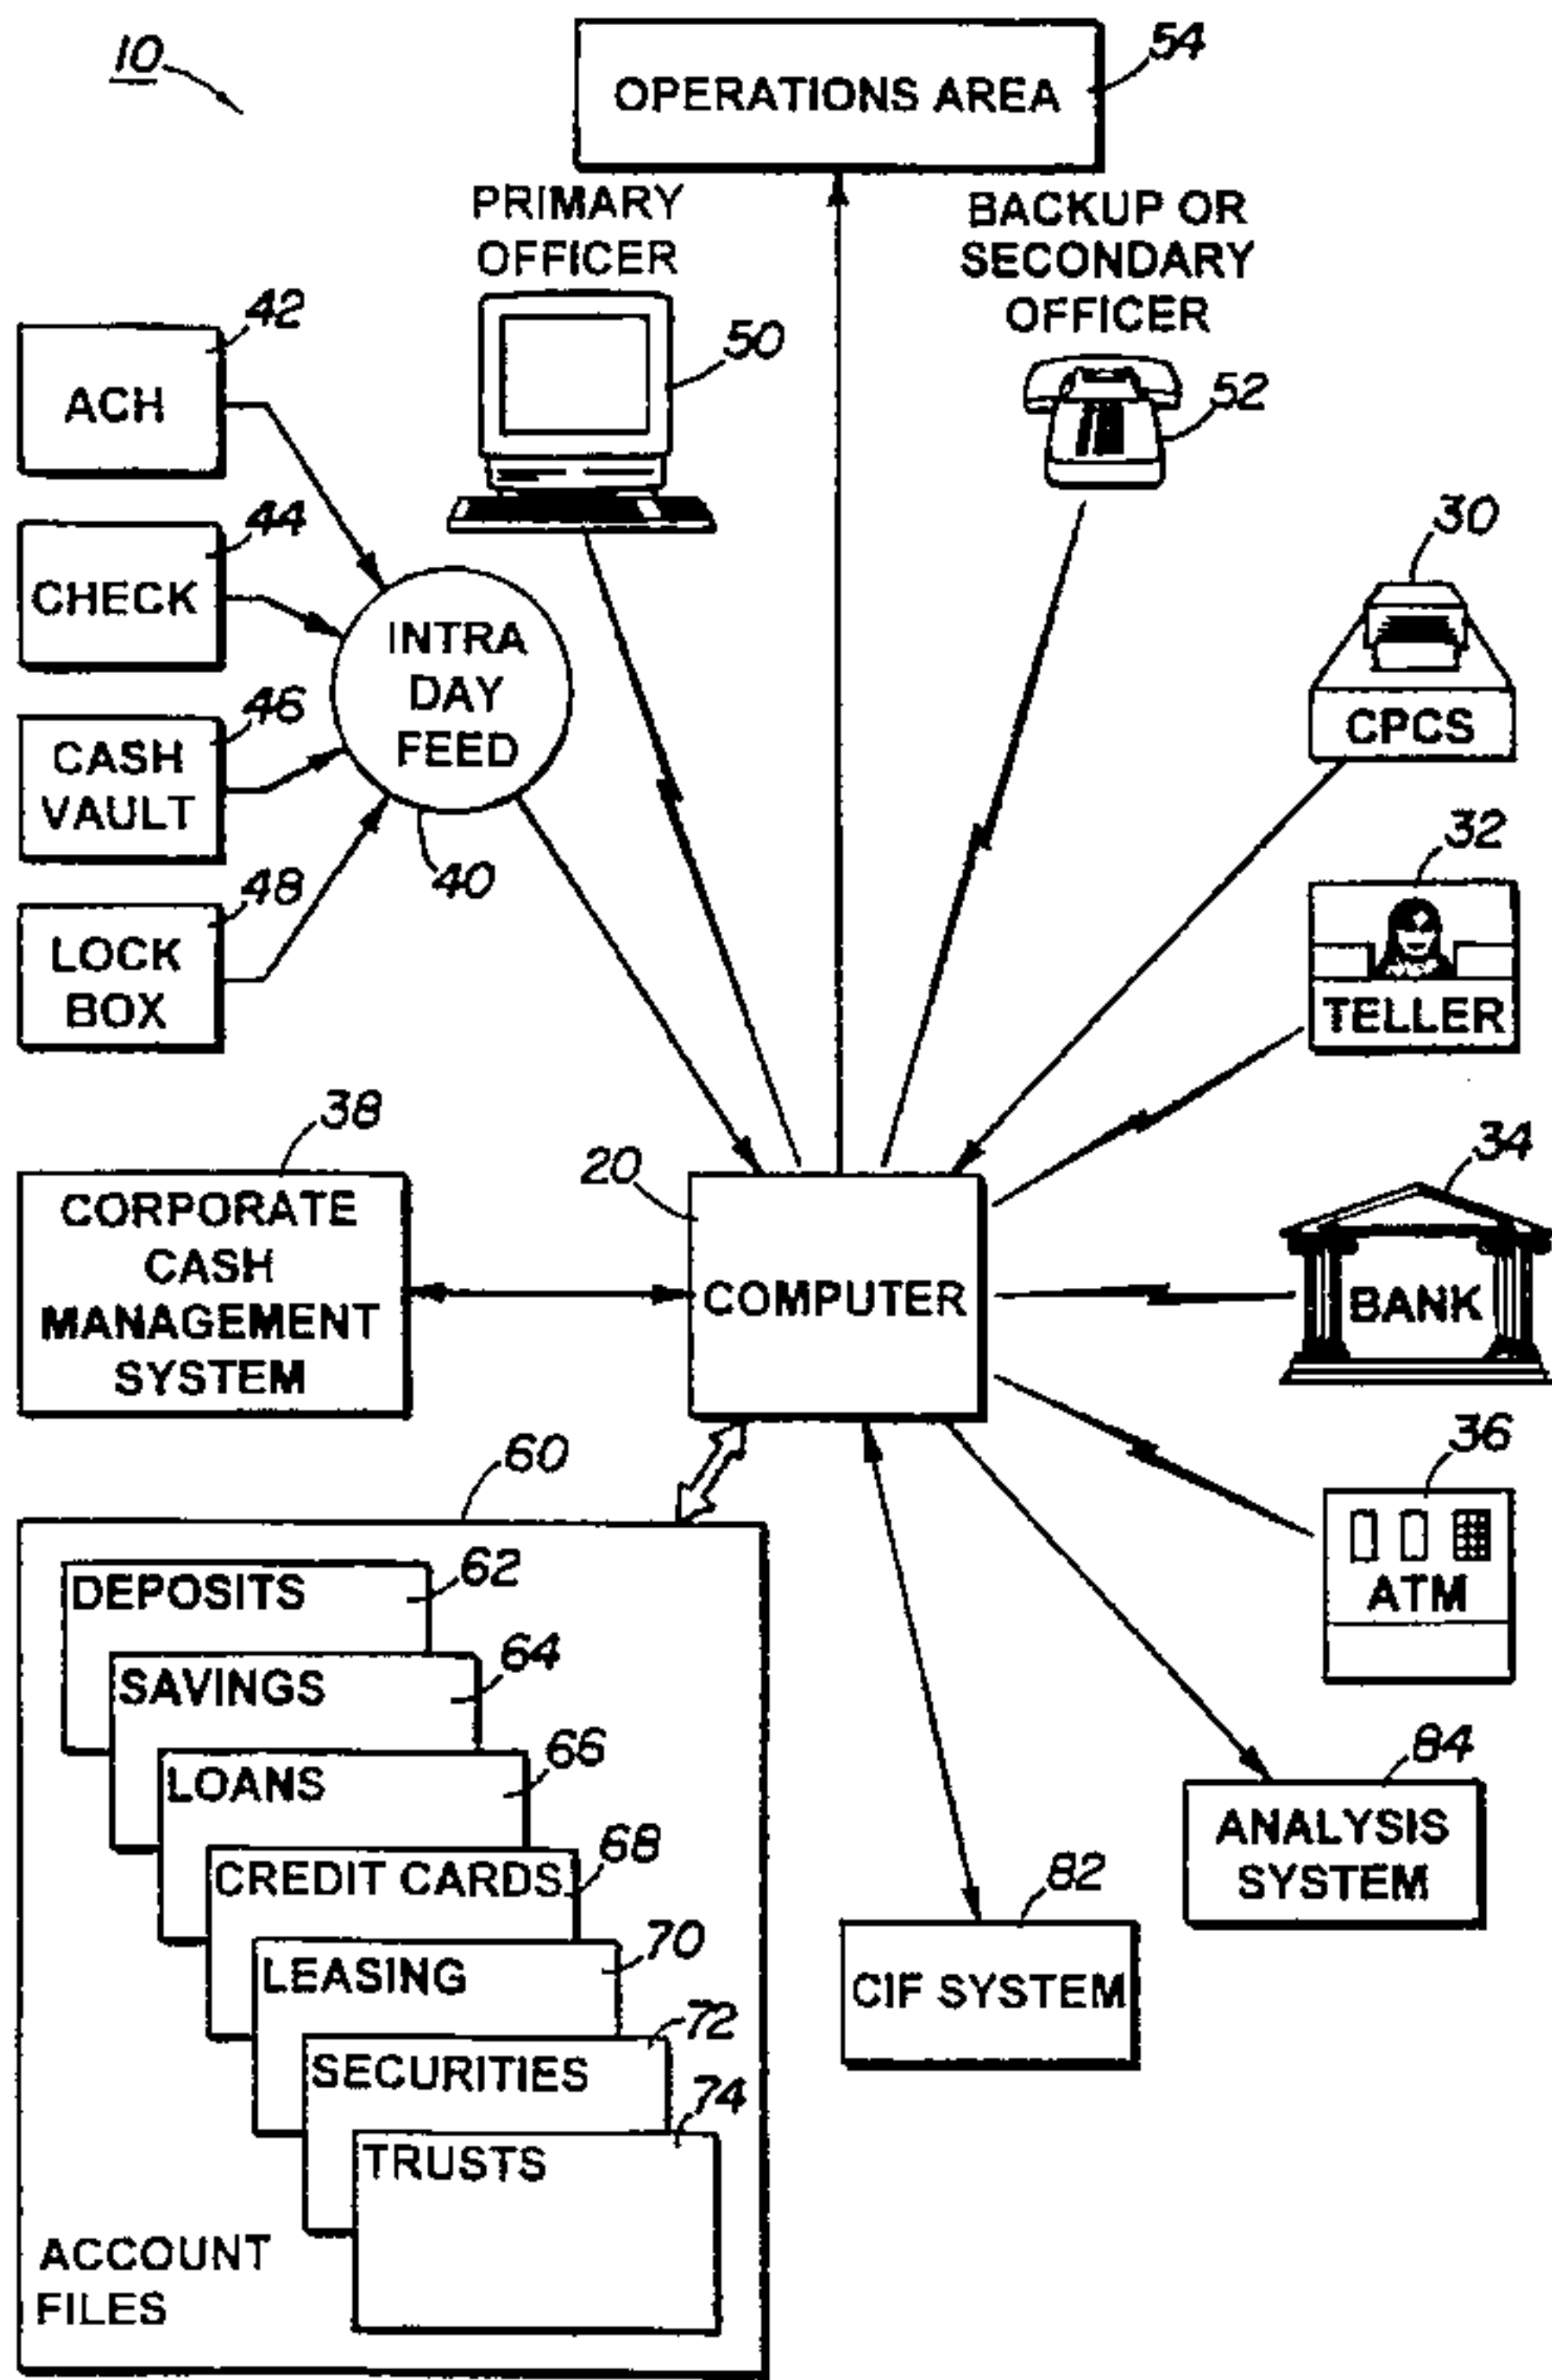 10
54
OPERATIONS AREA
PRIMARY
OFFICER
BACKUP OR
SECONDARY
OFFICER
42
ACH
50
52
44
CHECK
30
CPCS
INTRA
DAY
FEED
46
CASH
VAULT
40
32
TELLER
48
LOCK
BOX
38
CORPORATE
CASH
MANAGEMENT
SYSTEM
20
COMPUTER
34
BANK
36
ATM
60
DEPOSITS
62
SAVINGS
64
LOANS
66
CREDIT CARDS
68
LEASING
70
SECURITIES
72
TRUSTS
74
ACCOUNT
FILES
84
ANALYSIS
SYSTEM
82
CIF SYSTEM